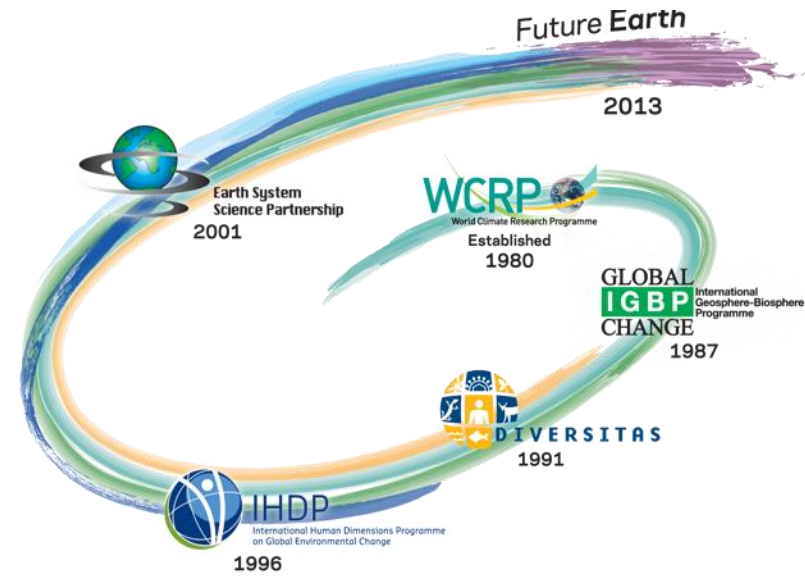 Future Earth
2013
Earth System
Science Partnership
2001
WCRP
World Climate Research Programme
Established
1980
GLOBAL
IGBP
CHANGE
International
Geosphere-Biosphere
Programme
1987
DIVERSITAS
1991
IHDP
International Human Dimensions Programme
on Global Environmental Change
1996